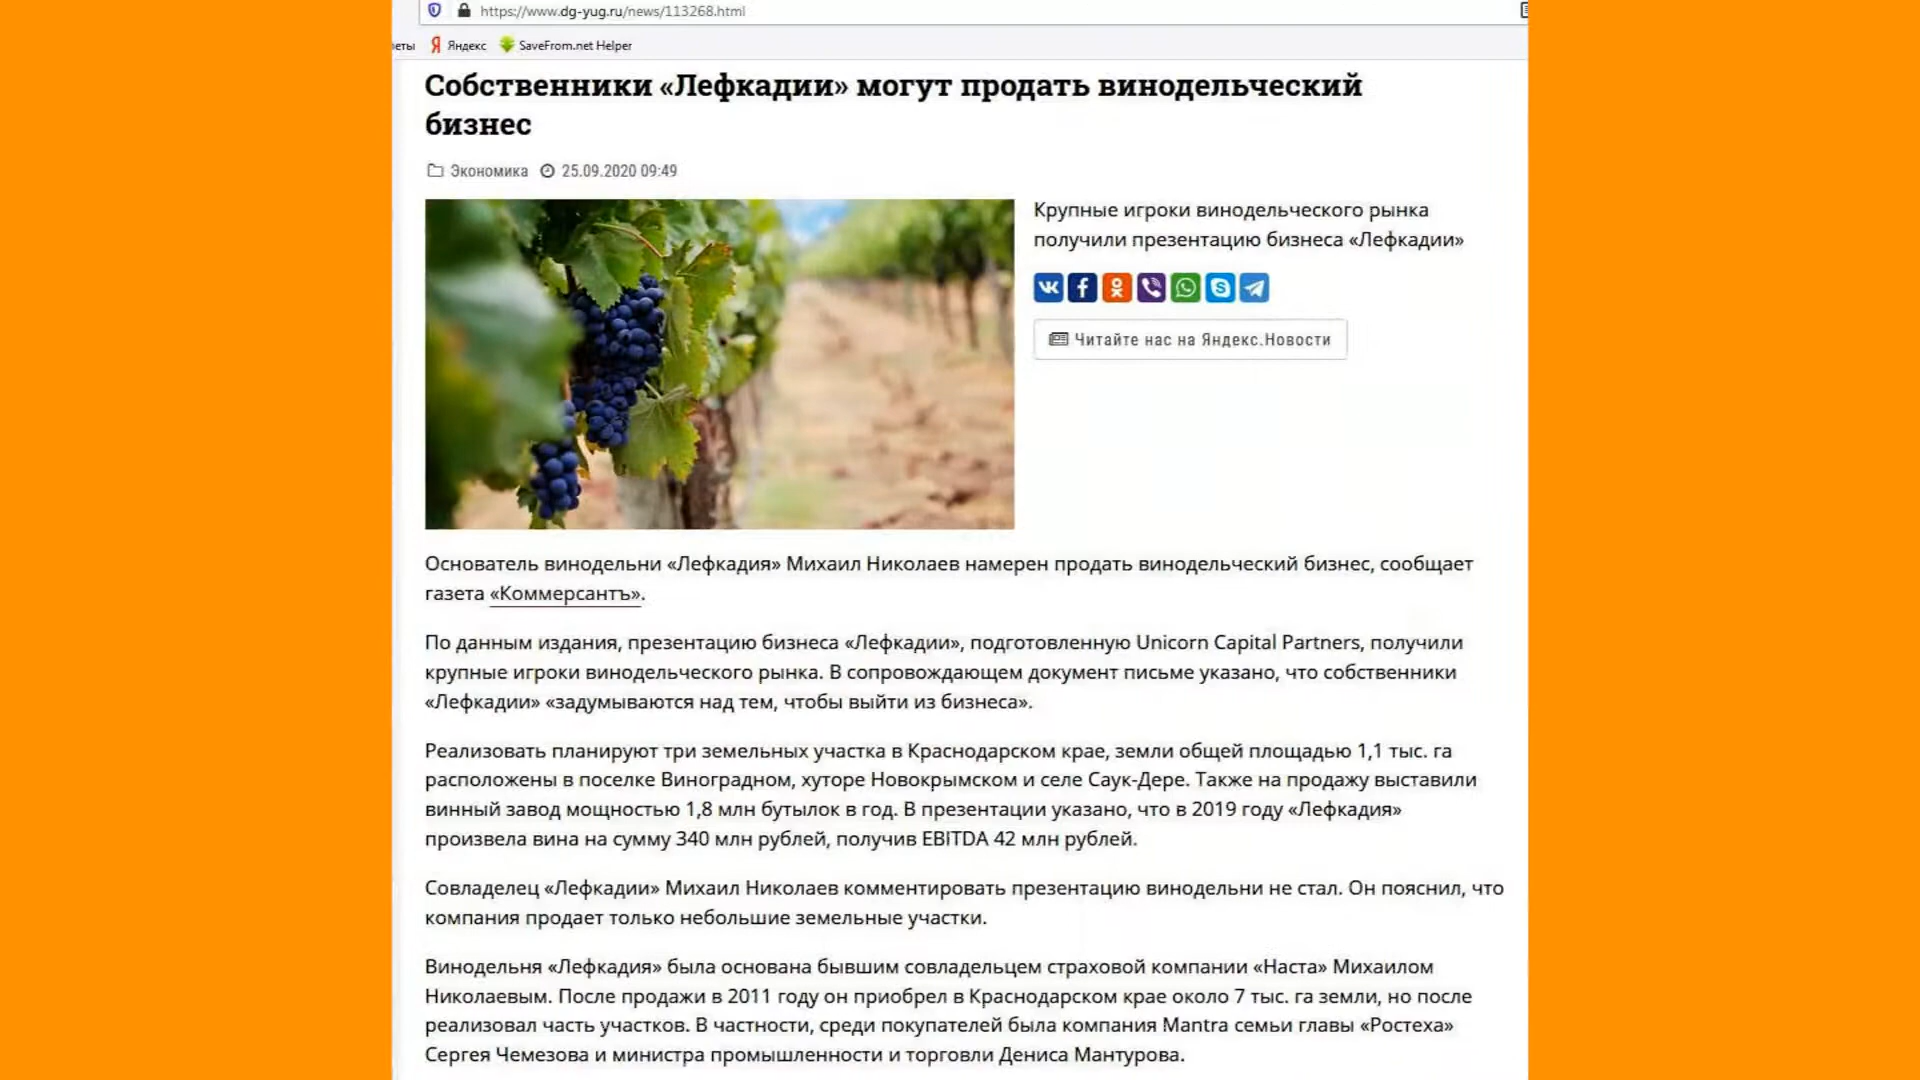 https://www.dg-yug.ru/news/113268.html
Яндекс
SaveFrom.net Helper
Собственники «Лефкадии» могут продать винодельческий
бизнес
Экономика 25.09.2020 09:49
Крупные игроки винодельческого рынка
получили презентацию бизнеса «Лефкадии»
Читайте нас на Яндекс.Новости
Основатель винодельни «Лефкадия» Михаил Николаев намерен продать винодельческий бизнес, сообщает
газета «Коммерсантъ».
По данным издания, презентацию бизнеса «Лефкадии», подготовленную Unicorn Capital Partners, получили
крупные игроки винодельческого рынка. В сопровождающем документ письме указано, что собственники
«Лефкадии» «задумываются над тем, чтобы выйти из бизнеса».
Реализовать планируют три земельных участка в Краснодарском крае, земли общей площадью 1,1 тыс. га
расположены в поселке Виноградном, хуторе Новокрымском и селе Саук-Дере. Также на продажу выставили
винный завод мощностью 1,8 млн бутылок в год. В презентации указано, что в 2019 году «Лефкадия»
произвела вина на сумму 340 млн рублей, получив EBITDA 42 млн рублей.
Совладелец «Лефкадии» Михаил Николаев комментировать презентацию винодельни не стал. Он пояснил, что
компания продает только небольшие земельные участки.
Винодельня «Лефкадия» была основана бывшим совладельцем страховой компании «Наста» Михаилом
Николаевым. После продажи в 2011 году он приобрел в Краснодарском крае около 7 тыс. га земли, но после
реализовал часть участков. В частности, среди покупателей была компания Mantra семьи главы «Ростеха»
Сергея Чемезова и министра промышленности и торговли Дениса Мантурова.